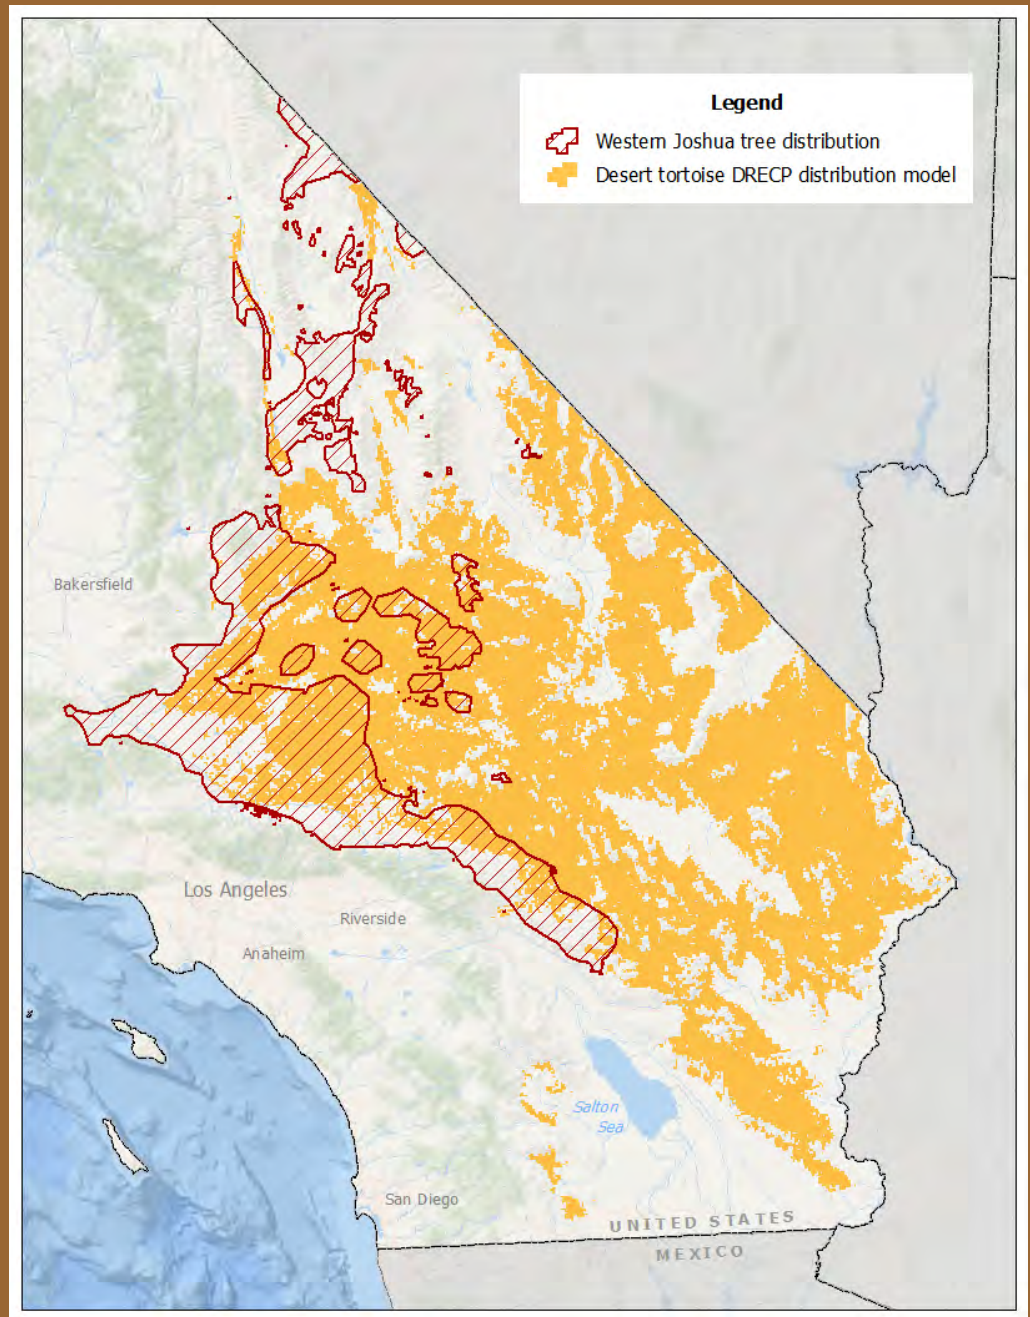 Legend
Western Joshua tree distribution
Desert tortoise DRECP distribution model
Bakersfield
Los Angeles
Riverside
Anaheim
Salton
Sea
San Diego
UNITED STATES
MEXICO